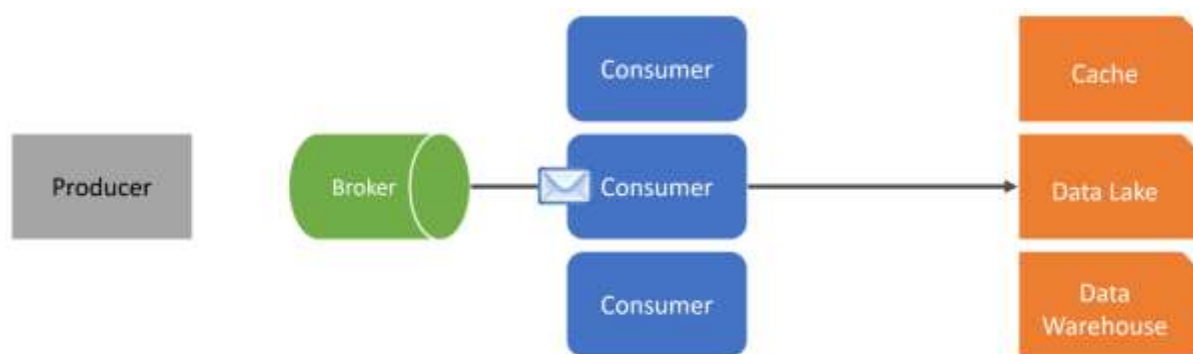 Producer
Broker
Consumer
Consumer
Consumer
Cache
Data Lake
Data
Warehouse